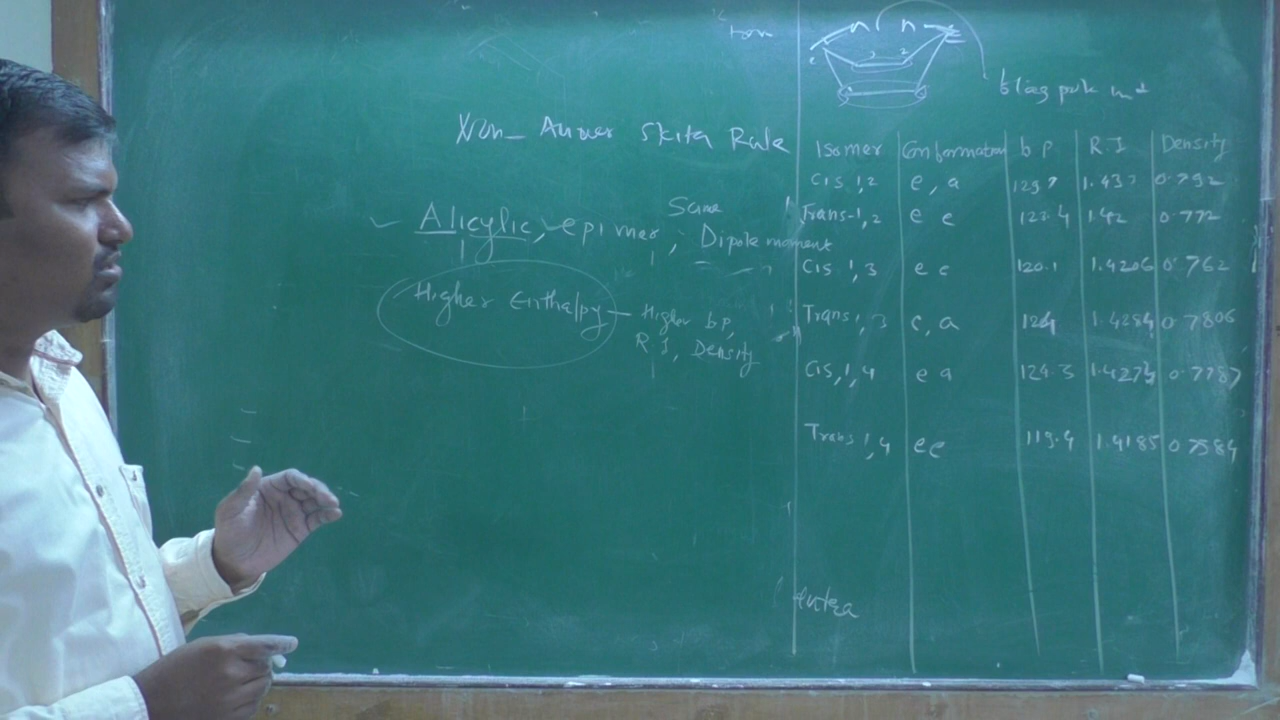 Von- Auwer Skita Rule
Alicylic, epimer, Same Dipole moment
Higher Enthalpy - Higher bp,
R I, Density
Isomer Conformation b p R.I Density
Cis 1,2 e, a 129.7 1.43 0.792
Trans-1,2 e e 123.4 1.42 0.772
Cis 1,3 e e 120.1 1.4206 0.762
Trans 1,3 e, a 124 1.4284 0.7806
Cis, 1,4 e a 124.3 1.4273 0.7787
Trans 1,4 e e 119.4 1.4185 0.7584